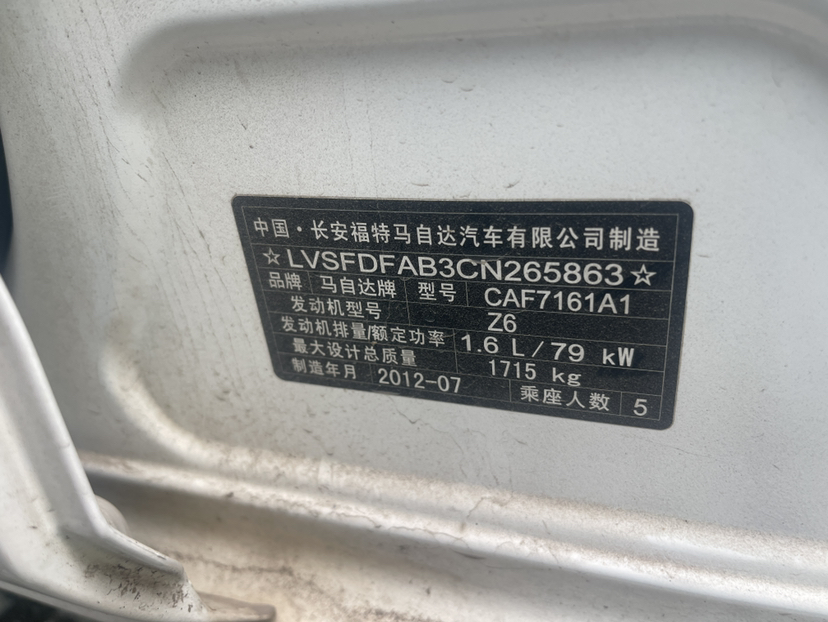 中国·长安福特马自达汽车有限公司制造
☆LVSFDFAB3CN265863☆
品牌 马自达牌 型号 CAF7161A1
发动机型号 Z6
发动机排量/额定功率 1.6 L/79 kW
最大设计总质量 1715 kg
制造年月 2012-07 乘座人数 5